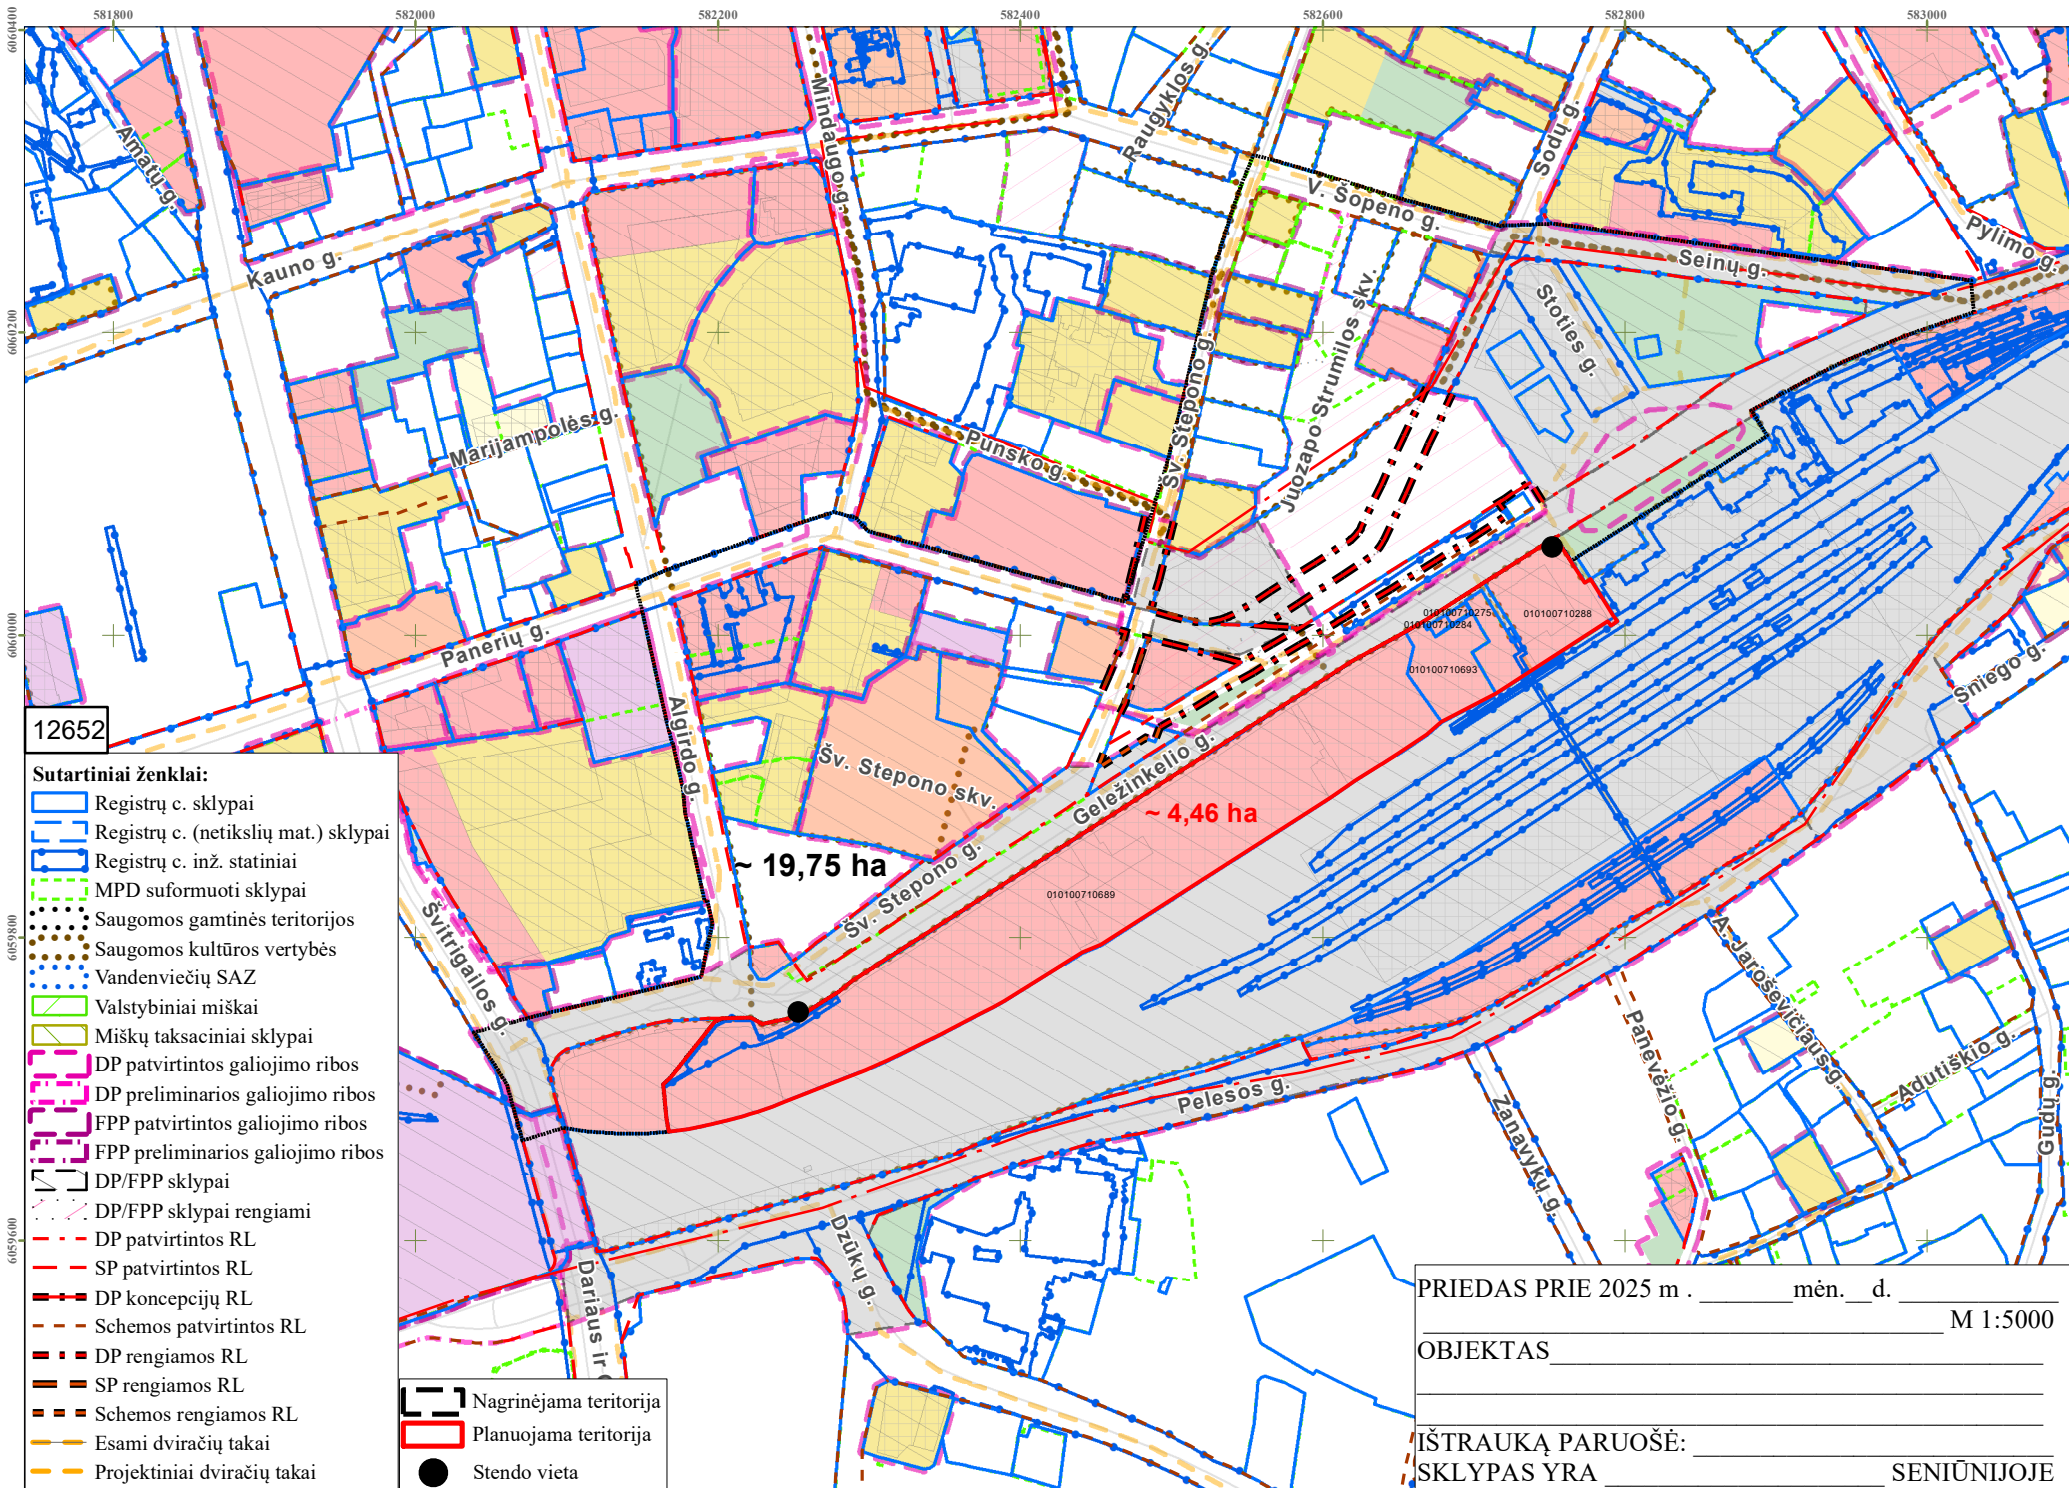 581800
582000
582200
582400
582600
582800
583000
6060400
6060200
6060000
6059800
6059600
Amatų g.
Kauno g.
Mindaugo g.
Raugyklos g.
V. Šopeno g.
Sodų g.
Seinų g.
Pylimo g.
Stoties g.
Marijampolės g.
Punsko g.
Šv. Stepono g.
Juozapo Strumilos skv.
Panerių g.
Algirdo g.
Šv. Stepono skv.
Geležinkelio g.
Šv. Stepono g.
Švitrigailos g.
Sniego g.
010100710275
010100710284
010100710288
010100710693
010100710689
~ 4,46 ha
~ 19,75 ha
Pelesos g.
A. Jaroševičiaus g.
Panevėžio g.
Adutiškio g.
Zanavykų g.
Gudų g.
Dzūkų g.
Dariaus ir
12652
Sutartiniai ženklai:
Registrų c. sklypai
Registrų c. (netikslių mat.) sklypai
Registrų c. inž. statiniai
MPD suformuoti sklypai
Saugomos gamtinės teritorijos
Saugomos kultūros vertybės
Vandenviečių SAZ
Valstybiniai miškai
Miškų taksaciniai sklypai
DP patvirtintos galiojimo ribos
DP preliminarios galiojimo ribos
FPP patvirtintos galiojimo ribos
FPP preliminarios galiojimo ribos
DP/FPP sklypai
DP/FPP sklypai rengiami
DP patvirtintos RL
SP patvirtintos RL
DP koncepcijų RL
Schemos patvirtintos RL
DP rengiamos RL
SP rengiamos RL
Schemos rengiamos RL
Esami dviračių takai
Projektiniai dviračių takai
Nagrinėjama teritorija
Planuojama teritorija
Stendo vieta
PRIEDAS PRIE 2025 m . _______mėn.__d. ____________
_______________________________________ M 1:5000
OBJEKTAS_____________________________________
IŠTRAUKĄ PARUOŠĖ: ___________________________
SKLYPAS YRA _____________________ SENIŪNIJOJE